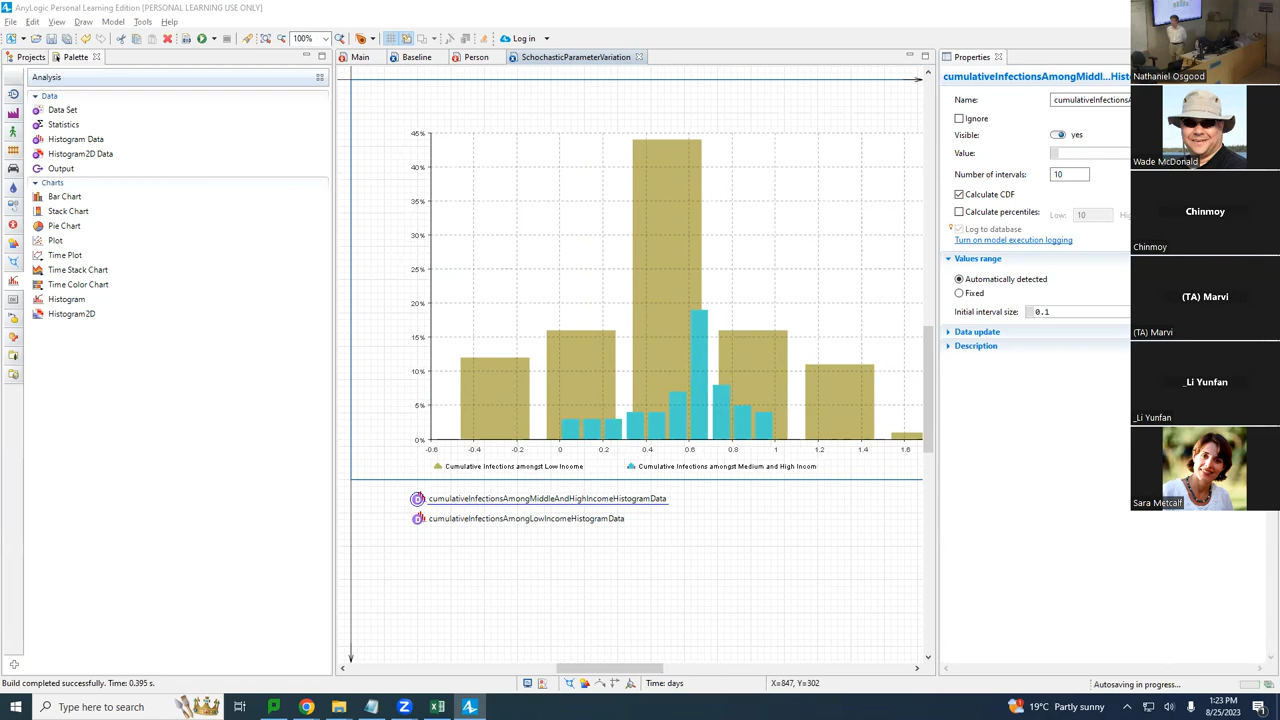 AnyLogic Personal Learning Edition [PERSONAL LEARNING USE ONLY]
File Edit View Draw Model Tools Help
100% Log in
Projects Palette Main Baseline Person SchochasticParameterVariation Properties
Analysis
Data
Data Set
Statistics
Histogram Data
Histogram2D Data
Output
Charts
Bar Chart
Stack Chart
Pie Chart
Plot
Time Plot
Time Stack Chart
Time Color Chart
Histogram
Histogram2D
45%
40%
35%
30%
25%
20%
15%
10%
5%
0%
-0.6 -0.4 -0.2 0 0.2 0.4 0.6 0.8 1 1.2 1.4 1.6
Cumulative Infections amongst Low Income Cumulative Infections amongst Medium and High Incom
cumulativeInfectionsAmongMiddleAndHighIncomeHistogramData
cumulativeInfectionsAmongLowIncomeHistogramData
cumulativeInfectionsAmongMiddl...His
Name: cumulativeInfectionsA
Ignore
Visible: yes
Value:
Number of intervals: 10
Calculate CDF
Calculate percentiles: Low: 10 Hig
Log to database
Turn on model execution logging
Values range
Automatically detected
Fixed
Initial interval size: 0.1
Data update
Description
Nathaniel Osgood
Wade McDonald
Chinmoy
Chinmoy
(TA) Marvi
(TA) Marvi
_Li Yunfan
_Li Yunfan
Sara Metcalf
Build completed successfully. Time: 0.395 s. Time: days X=847, Y=302 Autosaving in progress...
Type here to search 19°C Partly sunny 1:23 PM
8/25/2023